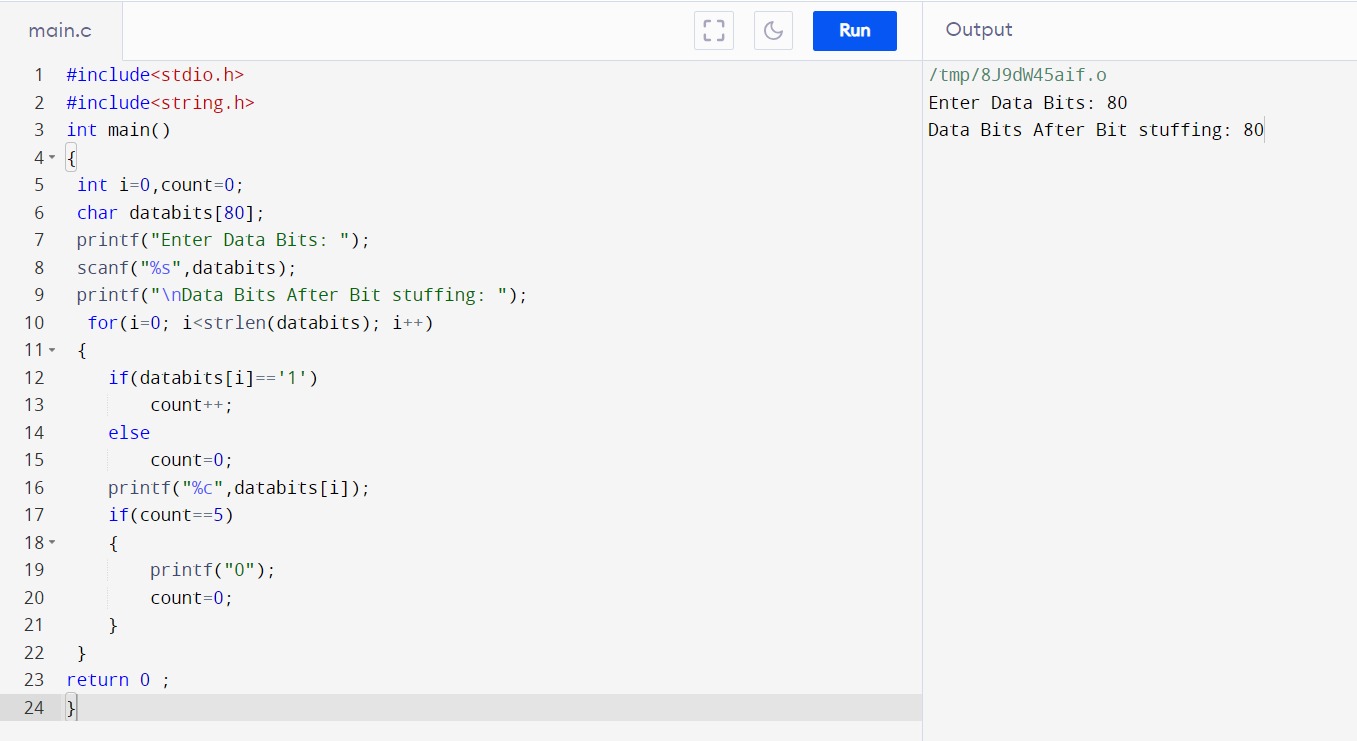 main.c
Run
Output
1 #include<stdio.h>
2 #include<string.h>
3 int main()
4 {
5 int i=0,count=0;
6 char databits[80];
7 printf("Enter Data Bits: ");
8 scanf("%s",databits);
9 printf("\nData Bits After Bit stuffing: ");
10 for(i=0; i<strlen(databits); i++)
11 {
12 if(databits[i]=='1')
13 count++;
14 else
15 count=0;
16 printf("%c",databits[i]);
17 if(count==5)
18 {
19 printf("0");
20 count=0;
21 }
22 }
23 return 0 ;
24 }
/tmp/8J9dW45aif.o
Enter Data Bits: 80
Data Bits After Bit stuffing: 80